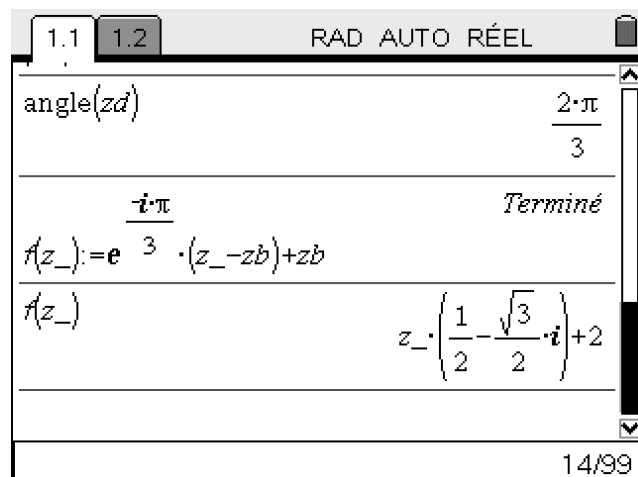 1.1 1.2 RAD AUTO RÉEL
angle(zd) 2·π/3
f(z_):=e^(-i·π/3)·(z_-zb)+zb Terminé
f(z_) z_·(1/2-√3/2·i)+2
14/99